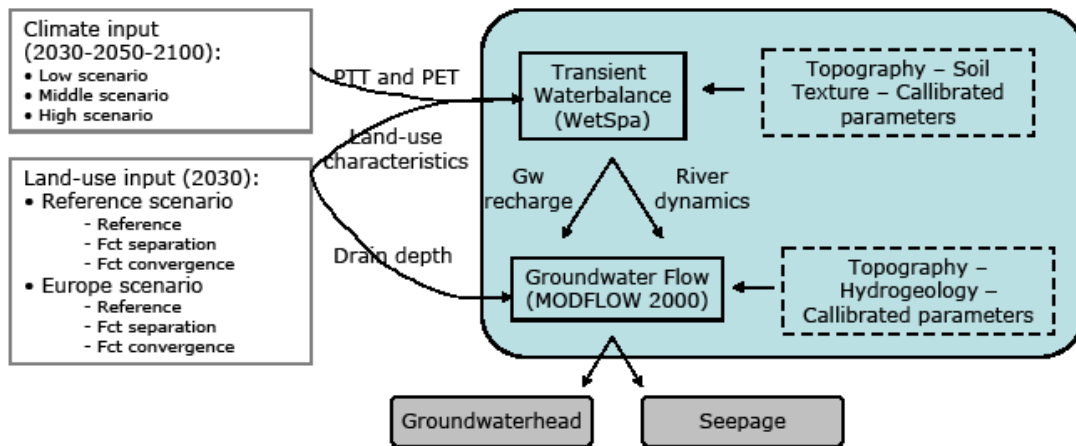 Climate input
(2030-2050-2100):
• Low scenario
• Middle scenario
• High scenario
Land-use input (2030):
• Reference scenario
- Reference
- Fct separation
- Fct convergence
• Europe scenario
- Reference
- Fct separation
- Fct convergence
PTT and PET
Land-use
characteristics
Drain depth
Transient
Waterbalance
(WetSpa)
Topography – Soil
Texture – Callibrated
parameters
Gw
recharge
River
dynamics
Groundwater Flow
(MODFLOW 2000)
Topography –
Hydrogeology –
Callibrated parameters
Groundwaterhead
Seepage